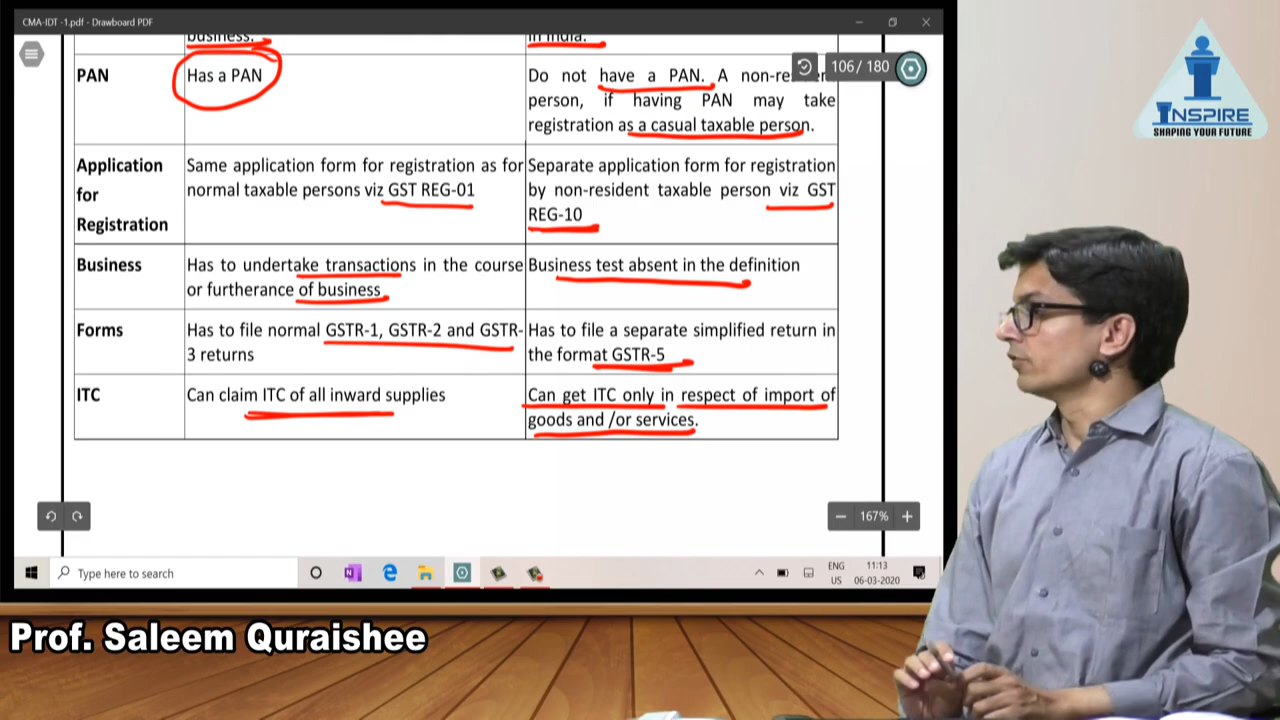 CMA-IDT -1.pdf - Drawboard PDF
business.
in India.
PAN
Has a PAN
Do not have a PAN. A non-
person, if having PAN may take
registration as a casual taxable person.
106 / 180
Application
for
Registration
Same application form for registration as for
normal taxable persons viz GST REG-01
Separate application form for registration
by non-resident taxable person viz GST
REG-10
Business
Has to undertake transactions in the course
or furtherance of business
Business test absent in the definition
Forms
Has to file normal GSTR-1, GSTR-2 and GSTR-
3 returns
Has to file a separate simplified return in
the format GSTR-5
ITC
Can claim ITC of all inward supplies
Can get ITC only in respect of import of
goods and /or services.
167%
Type here to search
ENG
US
11:13
06-03-2020
INSPIRE
SHAPING YOUR FUTURE
Prof. Saleem Quraishee